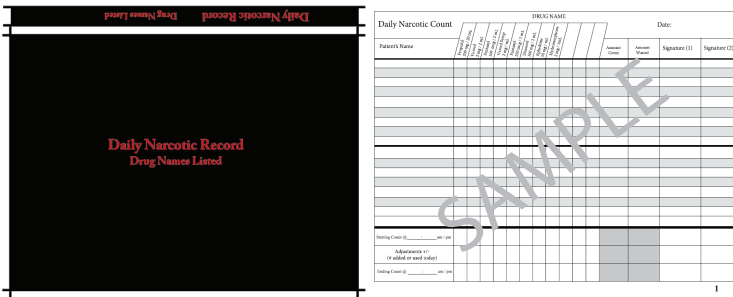 Daily Narcotic Record
Drug Names Listed
Daily Narcotic Record
Drug Names Listed
Daily Narcotic Count
DRUG NAME
Date:
Patient's Name
Amount
Given
Amount
Wasted
Signature (1)
Signature (2)
SAMPLE
Starting Count @ : am / pm
Adjustments +/-
(# added or used today)
Ending Count @ : am / pm
1